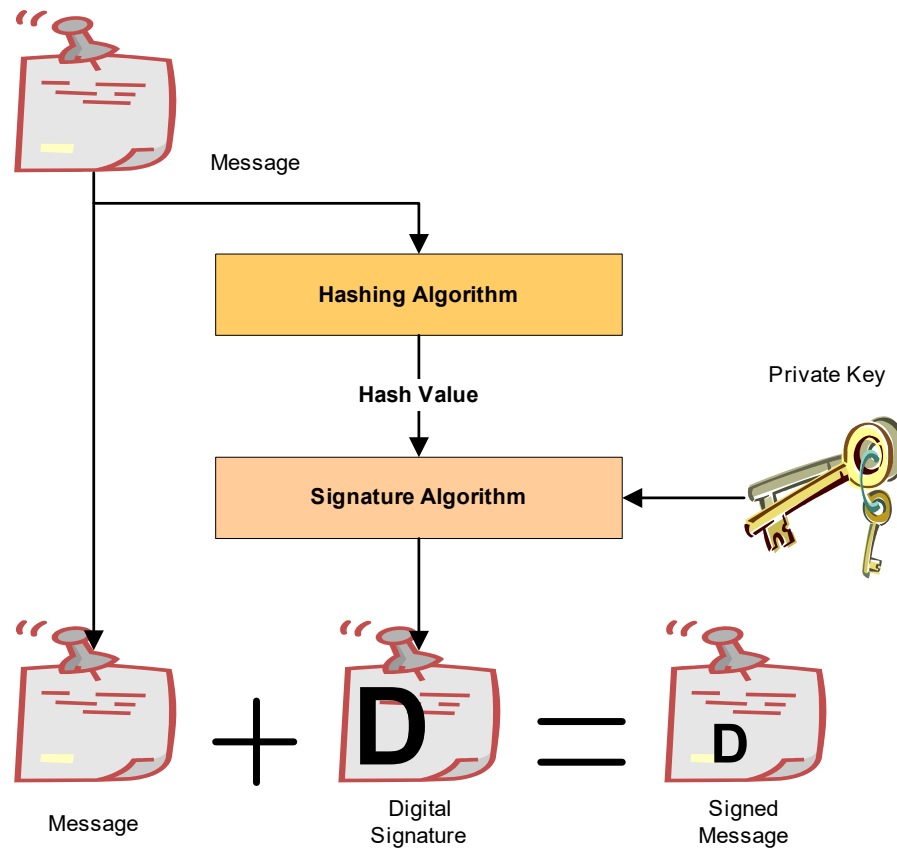 Message
Hashing Algorithm
Hash Value
Private Key
Signature Algorithm
D
D
Message
Digital
Signature
Signed
Message